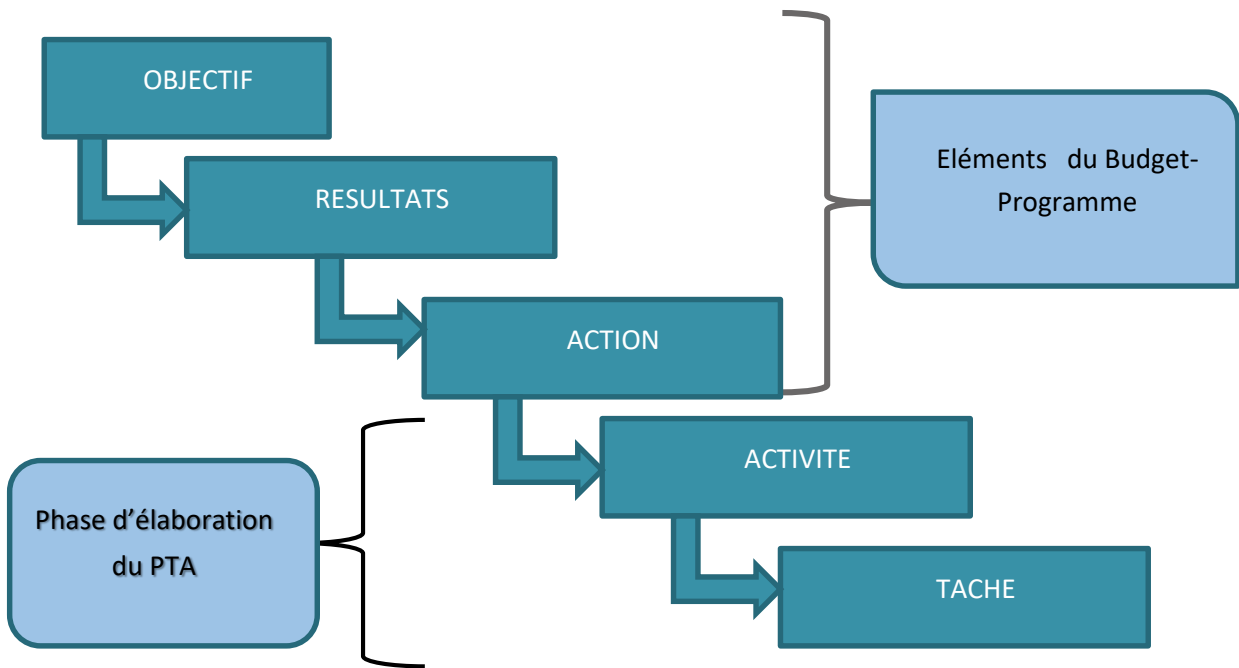 OBJECTIF
RESULTATS
Eléments du Budget-
Programme
ACTION
ACTIVITE
Phase d’élaboration
du PTA
TACHE